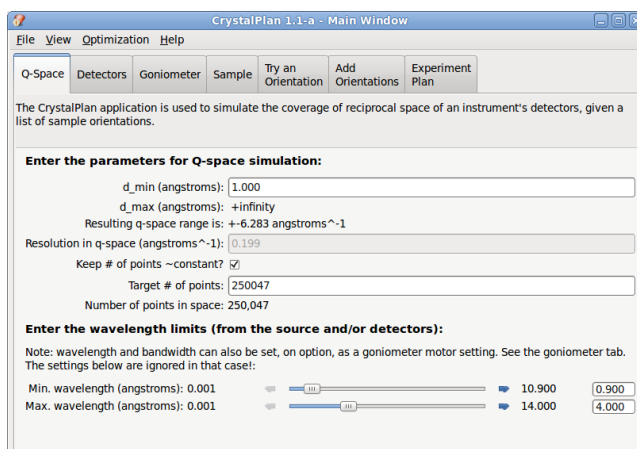 CrystalPlan 1.1-a - Main Window
File View Optimization Help
Q-Space Detectors Goniometer Sample Try an Orientation Add Orientations Experiment Plan
The CrystalPlan application is used to simulate the coverage of reciprocal space of an instrument's detectors, given a
list of sample orientations.
Enter the parameters for Q-space simulation:
d_min (angstroms): 1.000
d_max (angstroms): +infinity
Resulting q-space range is: +-6.283 angstroms^-1
Resolution in q-space (angstroms^-1): 0.199
Keep # of points ~constant?
Target # of points: 250047
Number of points in space: 250,047
Enter the wavelength limits (from the source and/or detectors):
Note: wavelength and bandwidth can also be set, on option, as a goniometer motor setting. See the goniometer tab.
The settings below are ignored in that case!:
Min. wavelength (angstroms): 0.001 10.900 0.900
Max. wavelength (angstroms): 0.001 14.000 4.000